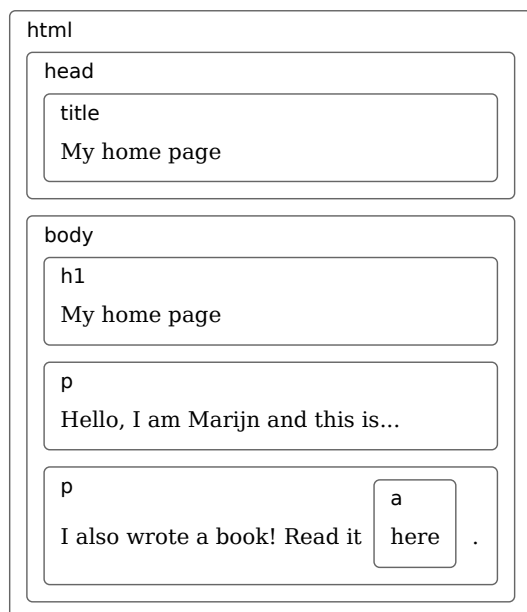 html
head
title
My home page
body
h1
My home page
p
Hello, I am Marijn and this is...
p
a
I also wrote a book! Read it here .